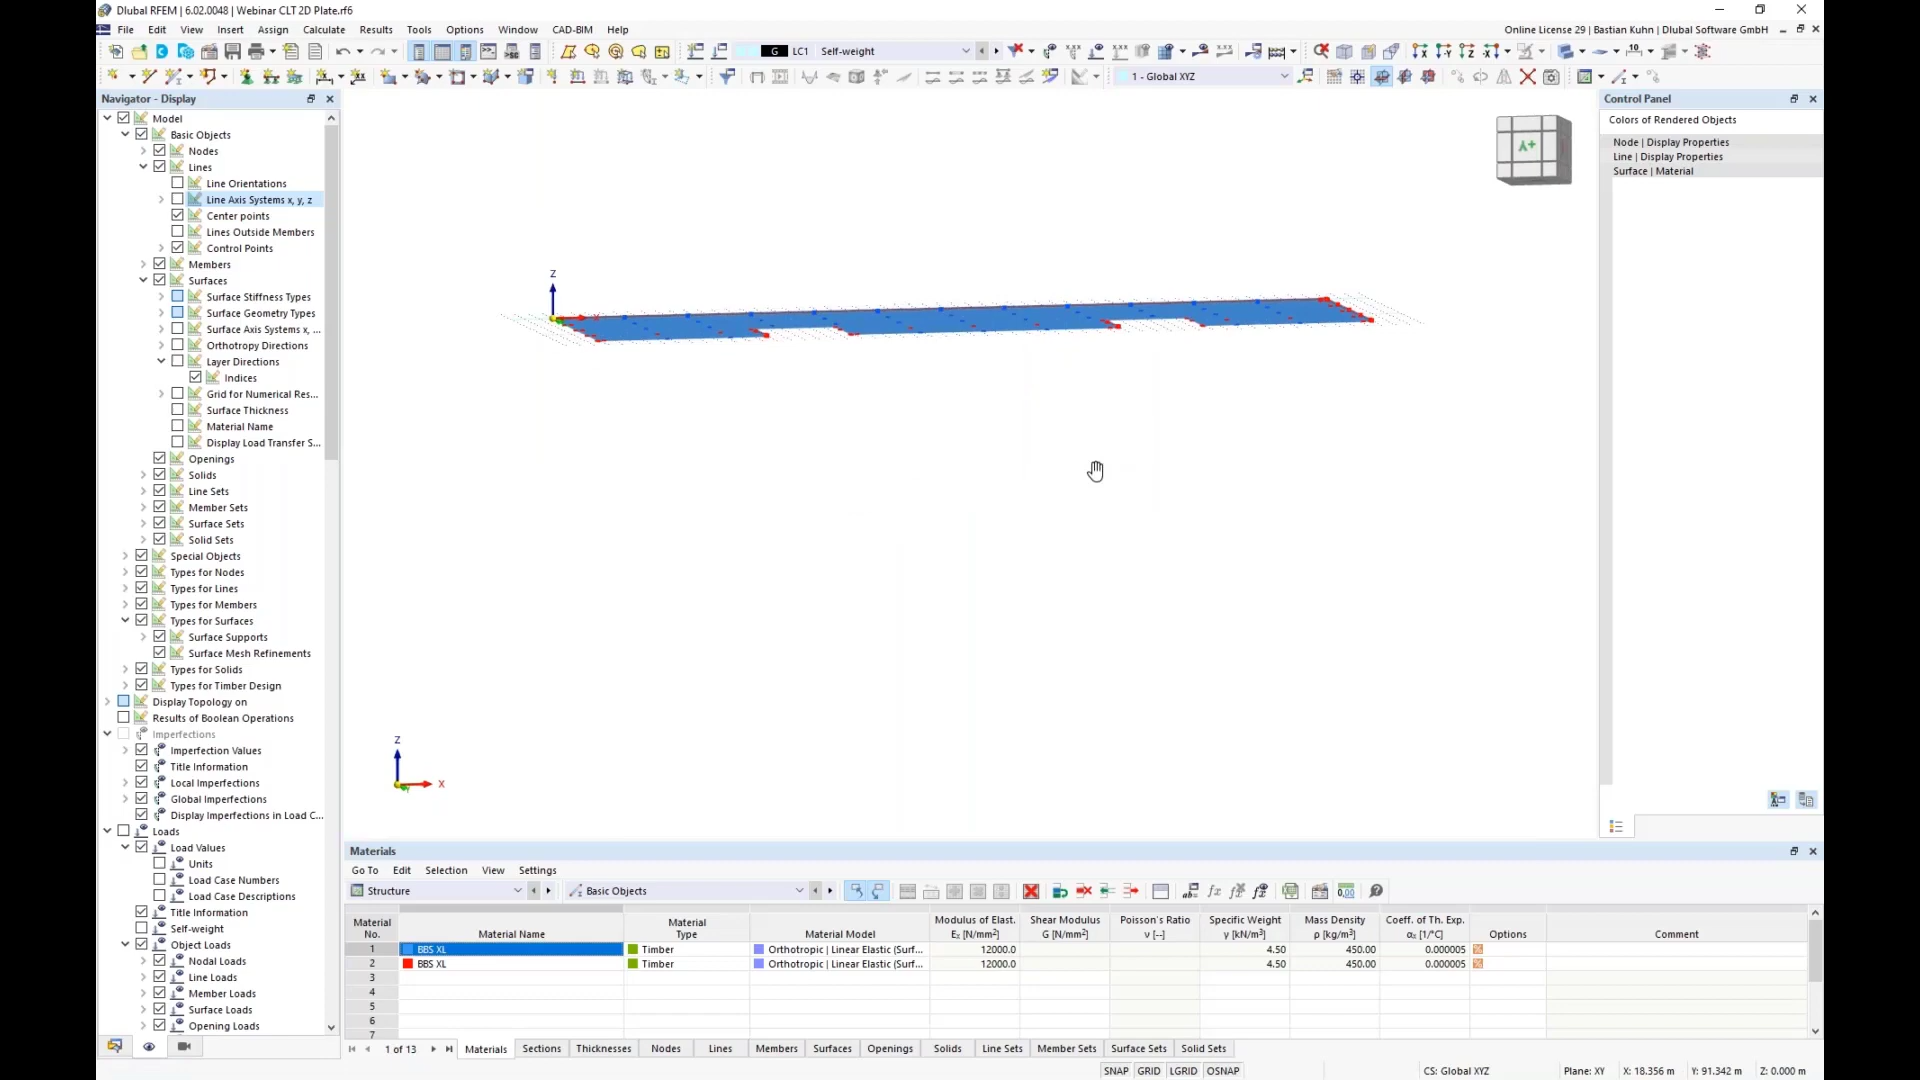 Dlubal RFEM | 6.02.0048 | Webinar CLT 2D Plate.rf6
File Edit View Insert Assign Calculate Results Tools Options Window CAD-BIM Help
Online License 29 | Bastian Kuhn | Dlubal Software GmbH
G LC1 Self-weight
1 - Global XYZ
Navigator - Display
Model
Basic Objects
Nodes
Lines
Line Orientations
Line Axis Systems x, y, z
Center points
Lines Outside Members
Control Points
Members
Surfaces
Surface Stiffness Types
Surface Geometry Types
Surface Axis Systems x, ...
Orthotropy Directions
Layer Directions
Indices
Grid for Numerical Res...
Surface Thickness
Material Name
Display Load Transfer S...
Openings
Solids
Line Sets
Member Sets
Surface Sets
Solid Sets
Special Objects
Types for Nodes
Types for Lines
Types for Members
Types for Surfaces
Surface Supports
Surface Mesh Refinements
Types for Solids
Types for Timber Design
Display Topology on
Results of Boolean Operations
Imperfections
Imperfection Values
Title Information
Local Imperfections
Global Imperfections
Display Imperfections in Load C...
Loads
Load Values
Units
Load Case Numbers
Load Case Descriptions
Title Information
Self-weight
Object Loads
Nodal Loads
Line Loads
Member Loads
Surface Loads
Opening Loads
Z
X
+Y
Z
X
Control Panel
Colors of Rendered Objects
Node | Display Properties
Line | Display Properties
Surface | Material
Materials
Go To Edit Selection View Settings
Structure Basic Objects
Material No. Material Name Material Type Material Model Modulus of Elast. Eₓ [N/mm²] Shear Modulus G [N/mm²] Poisson's Ratio ν [--] Specific Weight γ [kN/m³] Mass Density ρ [kg/m³] Coeff. of Th. Exp. αₓ [1/°C] Options Comment
1 BBS XL Timber Orthotropic | Linear Elastic (Surf... 12000.0 4.50 450.00 0.000005
2 BBS XL Timber Orthotropic | Linear Elastic (Surf... 12000.0 4.50 450.00 0.000005
3
4
5
6
7
1 of 13 Materials Sections Thicknesses Nodes Lines Members Surfaces Openings Solids Line Sets Member Sets Surface Sets Solid Sets
SNAP GRID LGRID OSNAP CS: Global XYZ Plane: XY X: 18.356 m Y: 91.342 m Z: 0.000 m